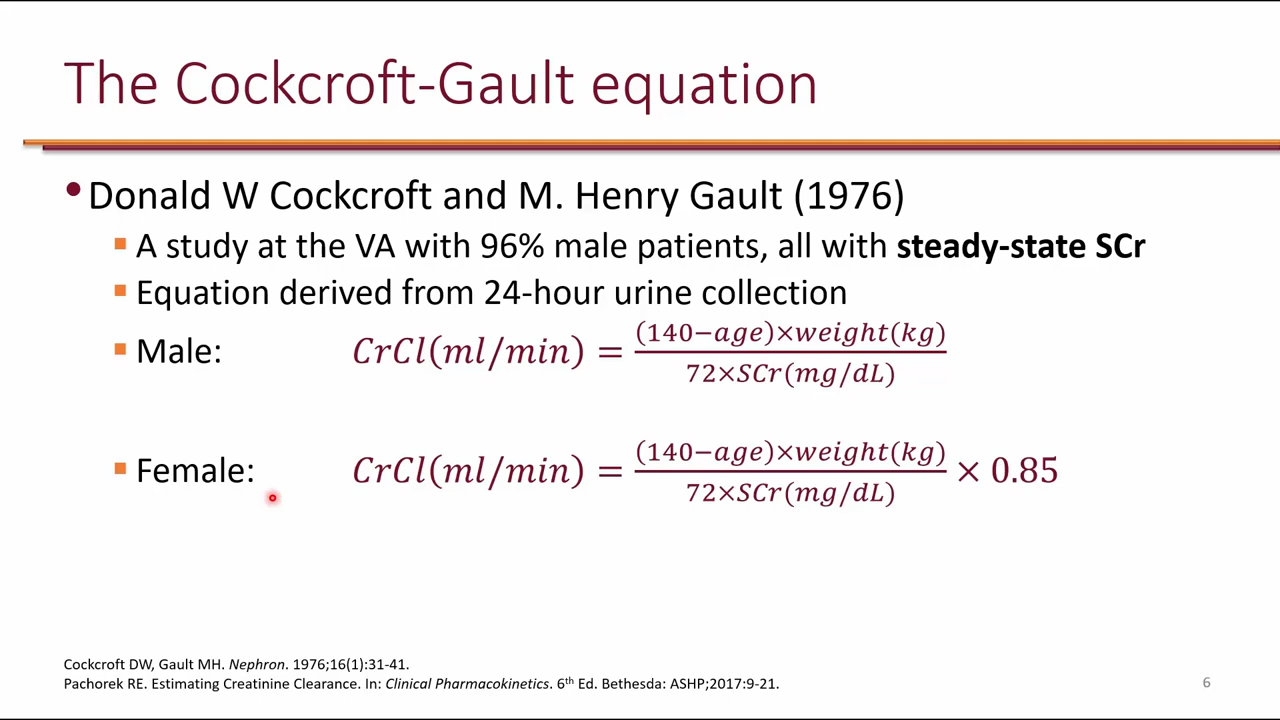 The Cockcroft-Gault equation
• Donald W Cockcroft and M. Henry Gault (1976)
▪ A study at the VA with 96% male patients, all with steady-state SCr
▪ Equation derived from 24-hour urine collection
▪ Male: CrCl(ml/min) = (140−age)×weight(kg) / 72×SCr(mg/dL)
▪ Female: CrCl(ml/min) = (140−age)×weight(kg) / 72×SCr(mg/dL) × 0.85
Cockcroft DW, Gault MH. Nephron. 1976;16(1):31-41.
Pachorek RE. Estimating Creatinine Clearance. In: Clinical Pharmacokinetics. 6th Ed. Bethesda: ASHP;2017:9-21.
6